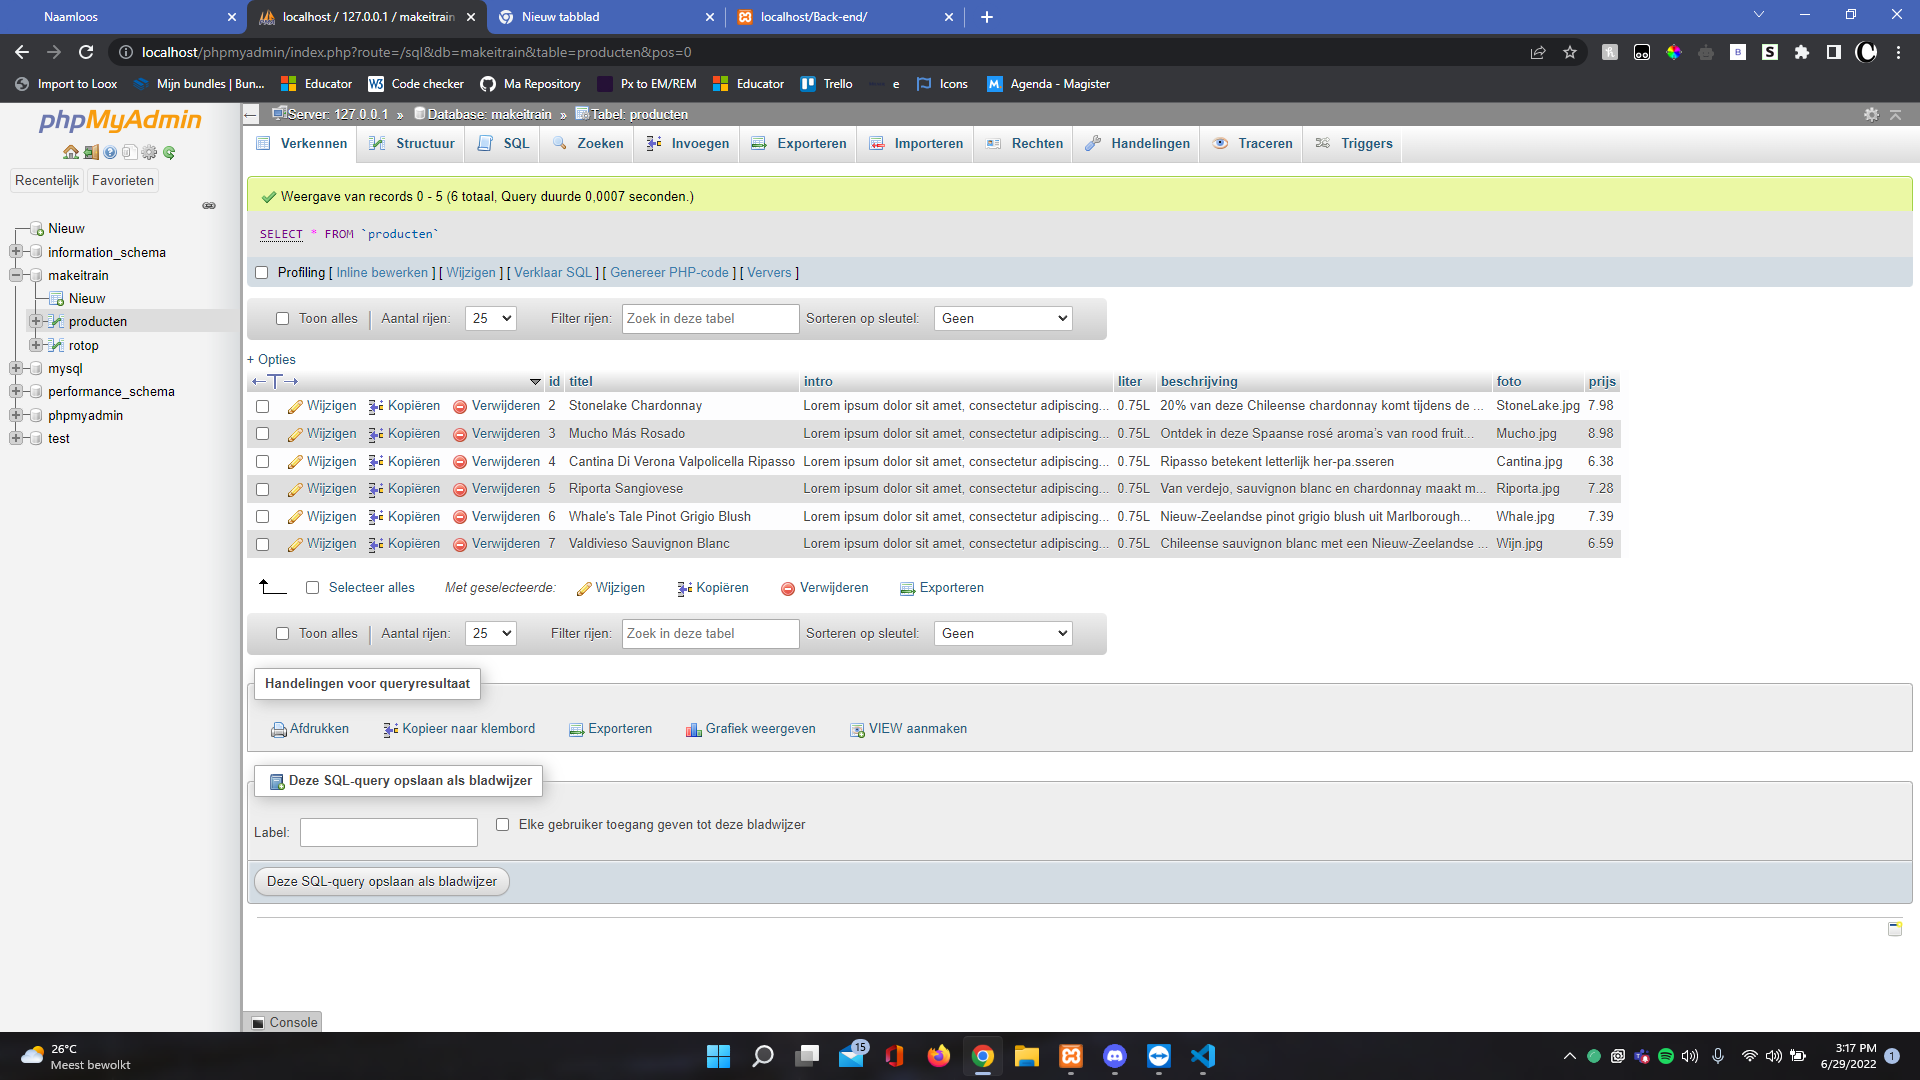 Naamloos
localhost / 127.0.0.1 / makeitrain
Nieuw tabblad
localhost/Back-end/
localhost/phpmyadmin/index.php?route=/sql&db=makeitrain&table=producten&pos=0
Import to Loox
Mijn bundles | Bun...
Educator
Code checker
Ma Repository
Px to EM/REM
Educator
Trello
e
Icons
Agenda - Magister
phpMyAdmin
Recentelijk Favorieten
Nieuw
information_schema
makeitrain
Nieuw
producten
rotop
mysql
performance_schema
phpmyadmin
test
Server: 127.0.0.1 » Database: makeitrain » Tabel: producten
Verkennen Structuur SQL Zoeken Invoegen Exporteren Importeren Rechten Handelingen Traceren Triggers
Weergave van records 0 - 5 (6 totaal, Query duurde 0,0007 seconden.)
SELECT * FROM `producten`
Profiling [ Inline bewerken ] [ Wijzigen ] [ Verklaar SQL ] [ Genereer PHP-code ] [ Ververs ]
Toon alles Aantal rijen: 25 Filter rijen: Zoek in deze tabel Sorteren op sleutel: Geen
+ Opties
id titel intro liter beschrijving foto prijs
Wijzigen Kopiëren Verwijderen 2 Stonelake Chardonnay Lorem ipsum dolor sit amet, consectetur adipiscing... 0.75L 20% van deze Chileense chardonnay komt tijdens de ... StoneLake.jpg 7.98
Wijzigen Kopiëren Verwijderen 3 Mucho Más Rosado Lorem ipsum dolor sit amet, consectetur adipiscing... 0.75L Ontdek in deze Spaanse rosé aroma's van rood fruit... Mucho.jpg 8.98
Wijzigen Kopiëren Verwijderen 4 Cantina Di Verona Valpolicella Ripasso Lorem ipsum dolor sit amet, consectetur adipiscing... 0.75L Ripasso betekent letterlijk her-pa.sseren Cantina.jpg 6.38
Wijzigen Kopiëren Verwijderen 5 Riporta Sangiovese Lorem ipsum dolor sit amet, consectetur adipiscing... 0.75L Van verdejo, sauvignon blanc en chardonnay maakt m... Riporta.jpg 7.28
Wijzigen Kopiëren Verwijderen 6 Whale's Tale Pinot Grigio Blush Lorem ipsum dolor sit amet, consectetur adipiscing... 0.75L Nieuw-Zeelandse pinot grigio blush uit Marlborough... Whale.jpg 7.39
Wijzigen Kopiëren Verwijderen 7 Valdivieso Sauvignon Blanc Lorem ipsum dolor sit amet, consectetur adipiscing... 0.75L Chileense sauvignon blanc met een Nieuw-Zeelandse ... Wijn.jpg 6.59
Selecteer alles Met geselecteerde: Wijzigen Kopiëren Verwijderen Exporteren
Toon alles Aantal rijen: 25 Filter rijen: Zoek in deze tabel Sorteren op sleutel: Geen
Handelingen voor queryresultaat
Afdrukken Kopieer naar klembord Exporteren Grafiek weergeven VIEW aanmaken
Deze SQL-query opslaan als bladwijzer
Label: Elke gebruiker toegang geven tot deze bladwijzer
Deze SQL-query opslaan als bladwijzer
Console
26°C
Meest bewolkt
15
3:17 PM
6/29/2022
1